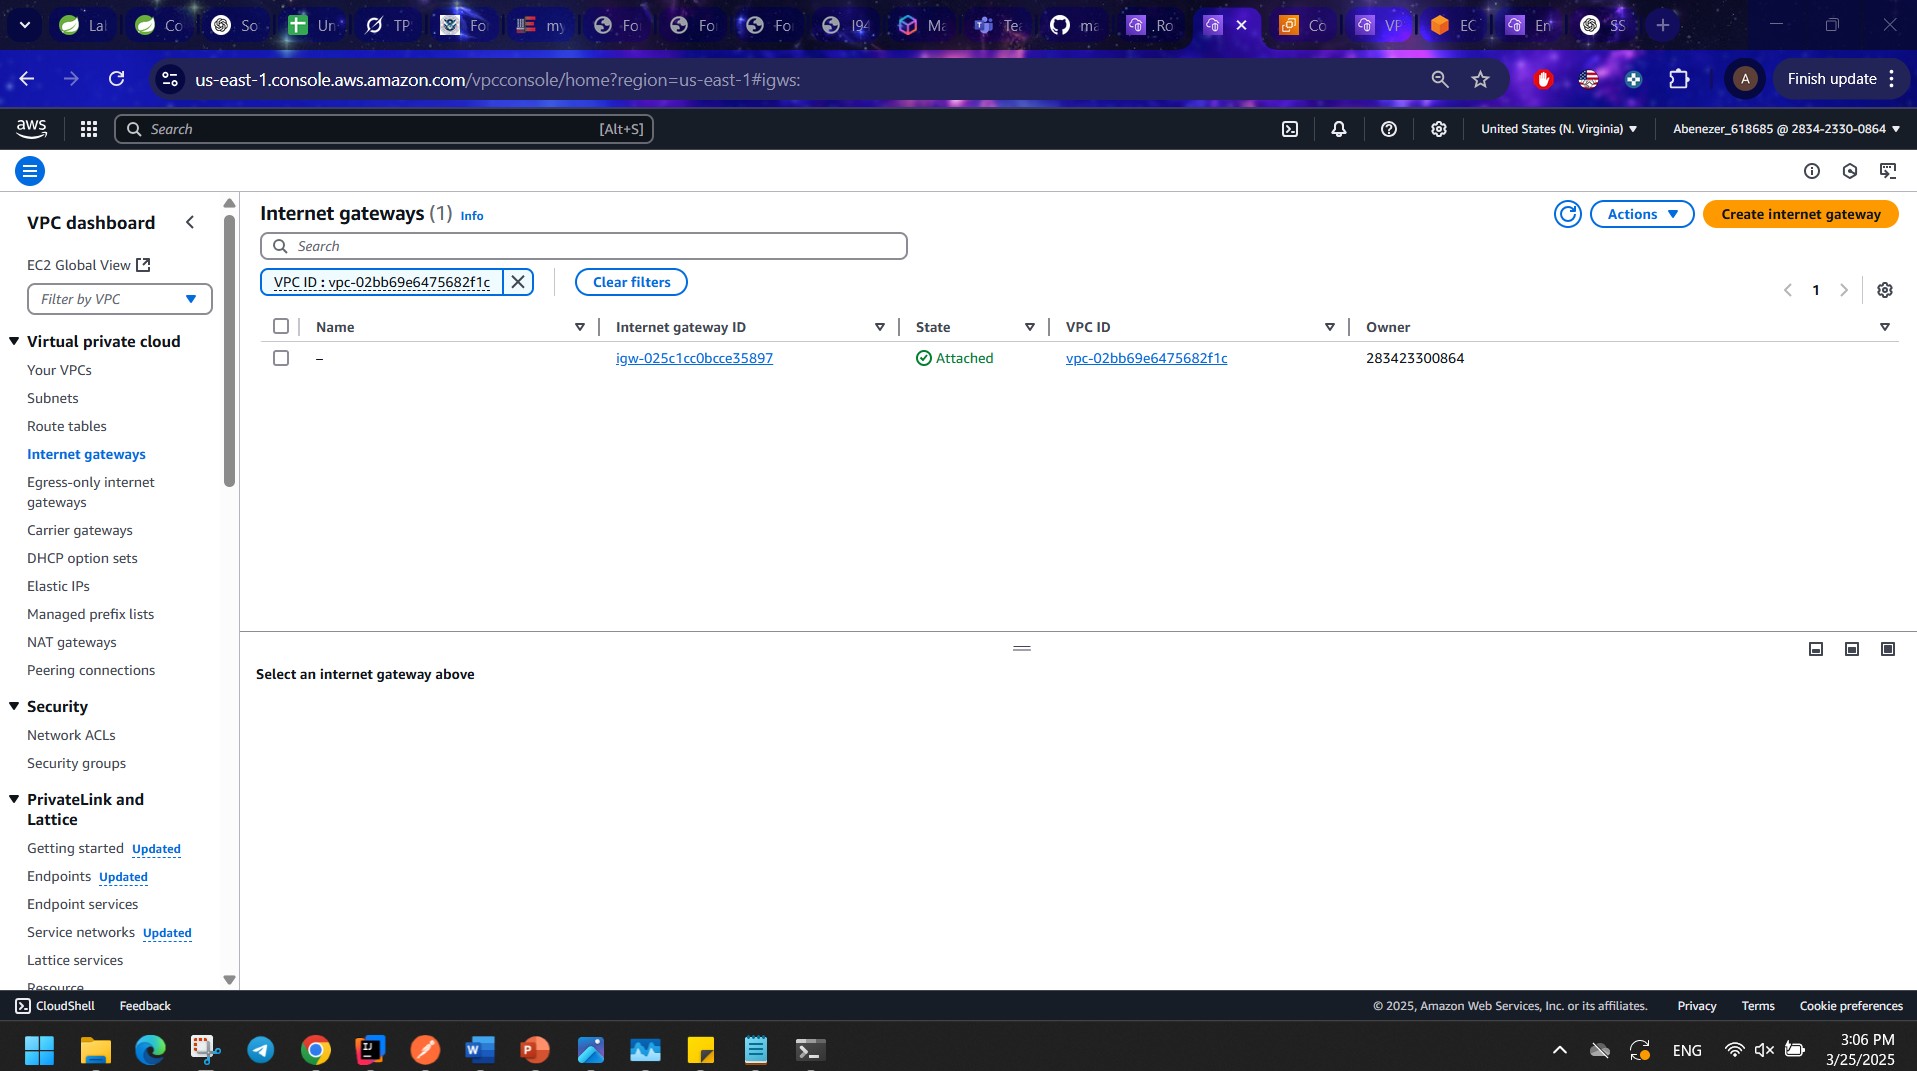 Lal
Co
So
Un
TP
Fo
my
Fo
Fo
Fo
I94
Ma
Tea
ma
Ro
Co
VP
EC
En
SS
us-east-1.console.aws.amazon.com/vpcconsole/home?region=us-east-1#igws:
A
Finish update
aws
Search
[Alt+S]
United States (N. Virginia)
Abenezer_618685 @ 2834-2330-0864
VPC dashboard
EC2 Global View
Filter by VPC
Virtual private cloud
Your VPCs
Subnets
Route tables
Internet gateways
Egress-only internet
gateways
Carrier gateways
DHCP option sets
Elastic IPs
Managed prefix lists
NAT gateways
Peering connections
Security
Network ACLs
Security groups
PrivateLink and
Lattice
Getting started Updated
Endpoints Updated
Endpoint services
Service networks Updated
Lattice services
Resource
Internet gateways (1) Info
Actions
Create internet gateway
Search
VPC ID : vpc-02bb69e6475682f1c
Clear filters
1
Name
Internet gateway ID
State
VPC ID
Owner
–
igw-025c1cc0bcce35897
Attached
vpc-02bb69e6475682f1c
283423300864
Select an internet gateway above
CloudShell
Feedback
© 2025, Amazon Web Services, Inc. or its affiliates.
Privacy
Terms
Cookie preferences
ENG
3:06 PM
3/25/2025